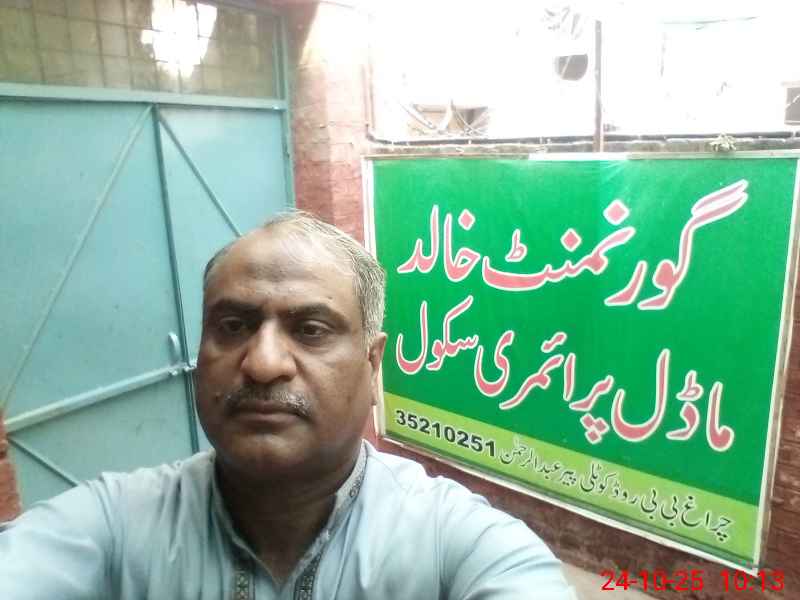 گورنمنٹ خالد
ماڈل پرائمری سکول
35210251 چراغ بی بی روڈ کوٹلی پیر عبدالرحمٰن
24-10-25 10:13